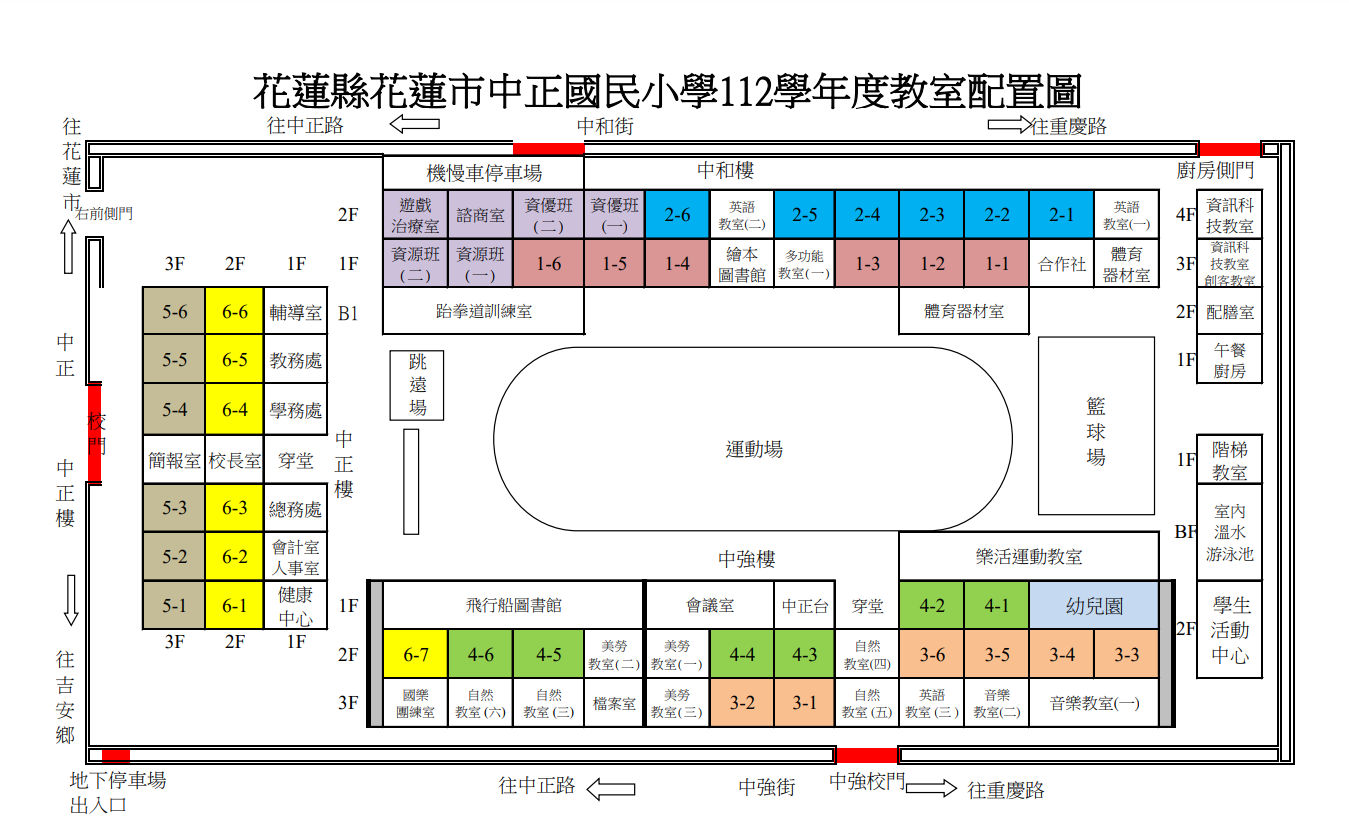 花蓮縣花蓮市中正國民小學112學年度教室配置圖
往中正路
中和街
往重慶路
往花蓮市
右前側門
中正
校門
中正樓
往吉安鄉
機慢車停車場
中和樓
廚房側門
2F
遊戲
治療室
諮商室
資優班
(二)
資優班
(一)
2-6
英語
教室(二)
2-5
2-4
2-3
2-2
2-1
英語
教室(一)
1F
資源班
(二)
資源班
(一)
1-6
1-5
1-4
繪本
圖書館
多功能
教室(一)
1-3
1-2
1-1
合作社
體育
器材室
B1
跆拳道訓練室
體育器材室
4F
資訊科
技教室
3F
資訊科
技教室
創客教室
2F
配膳室
1F
午餐
廚房
3F
2F
1F
5-6
6-6
輔導室
5-5
6-5
教務處
5-4
6-4
學務處
簡報室
校長室
穿堂
5-3
6-3
總務處
5-2
6-2
會計室
人事室
5-1
6-1
健康
中心
3F
2F
1F
中正樓
跳遠場
運動場
籃球場
1F
階梯
教室
BF
室內
溫水
游泳池
2F
學生
活動
中心
中強樓
樂活運動教室
1F
飛行船圖書館
會議室
中正台
穿堂
4-2
4-1
幼兒園
2F
6-7
4-6
4-5
美勞
教室(二)
美勞
教室(一)
4-4
4-3
自然
教室(四)
3-6
3-5
3-4
3-3
3F
國樂
團練室
自然
教室(六)
自然
教室(三)
檔案室
美勞
教室(三)
3-2
3-1
自然
教室(五)
英語
教室(三)
音樂
教室(二)
音樂教室(一)
地下停車場
出入口
往中正路
中強街
中強校門
往重慶路